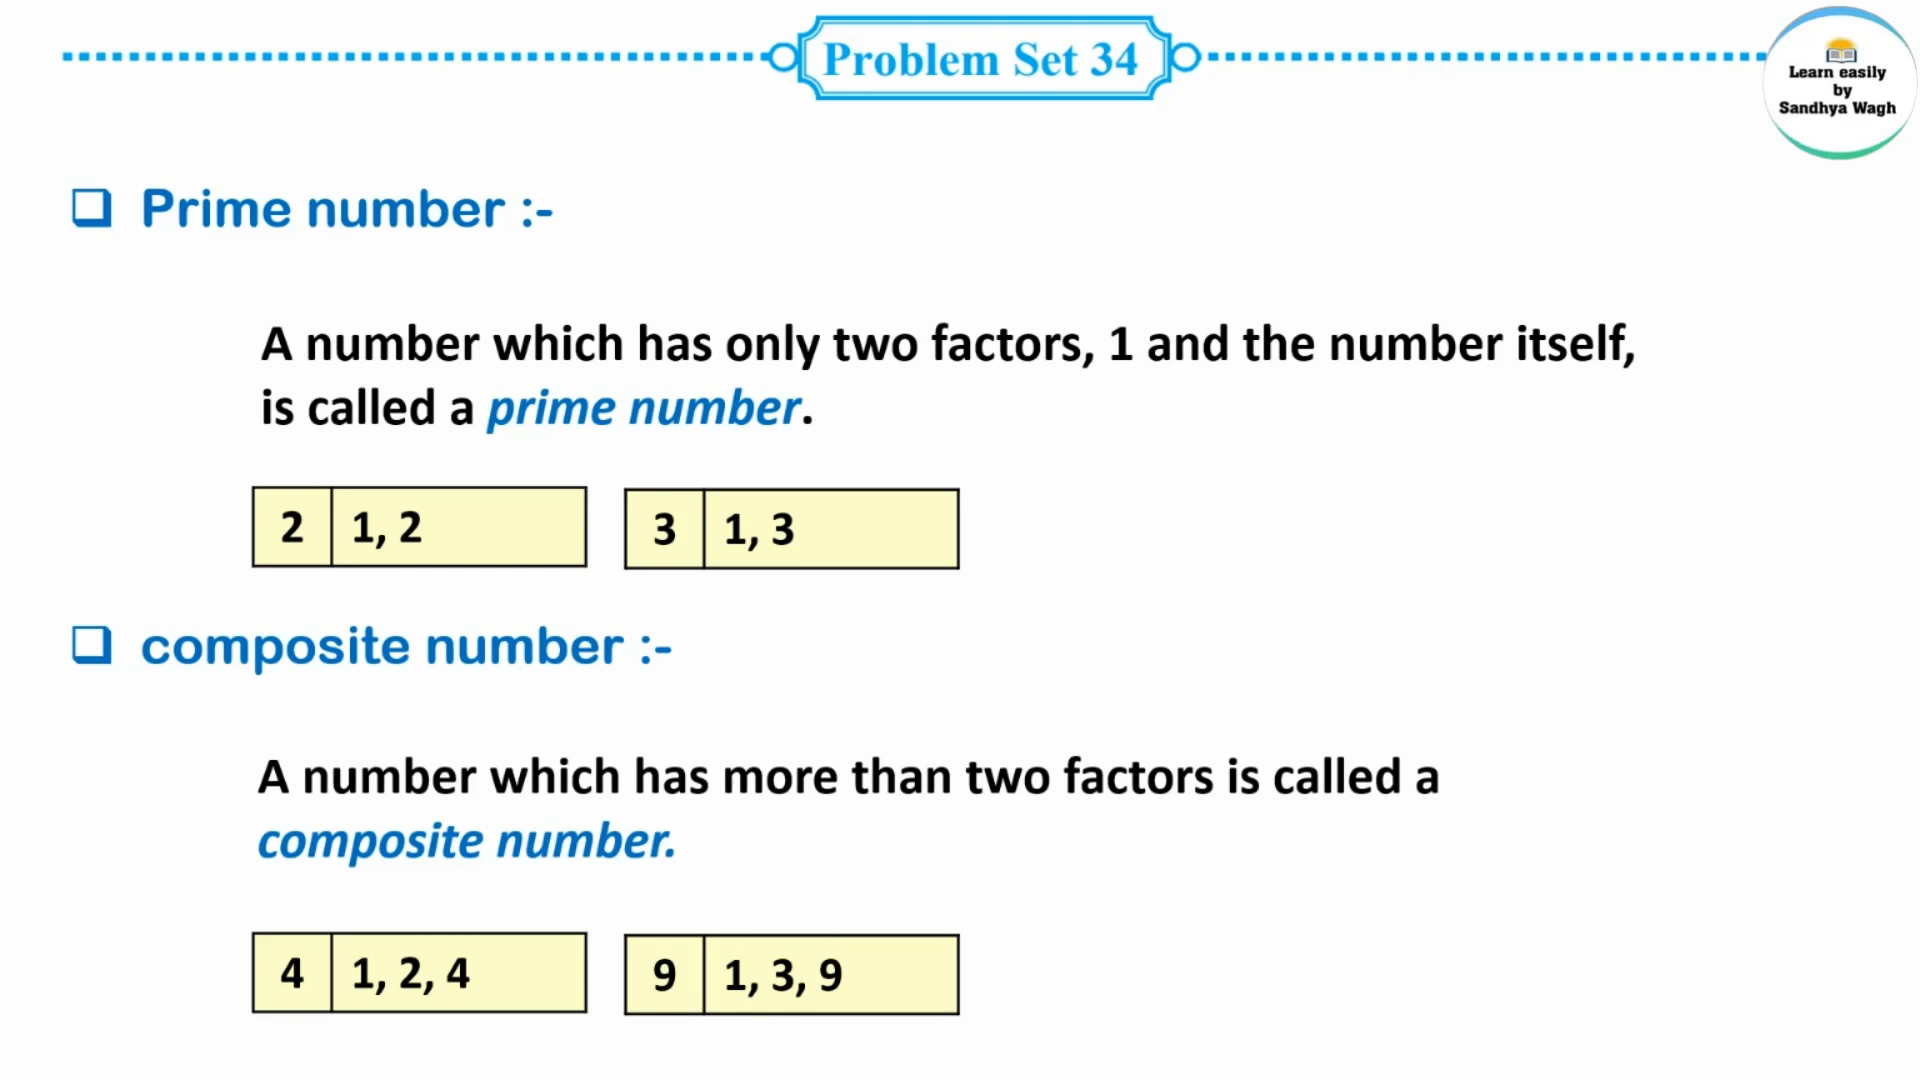 Problem Set 34
Learn easily
by
Sandhya Wagh
Prime number :-
A number which has only two factors, 1 and the number itself,
is called a prime number.
2 1, 2
3 1, 3
composite number :-
A number which has more than two factors is called a
composite number.
4 1, 2, 4
9 1, 3, 9